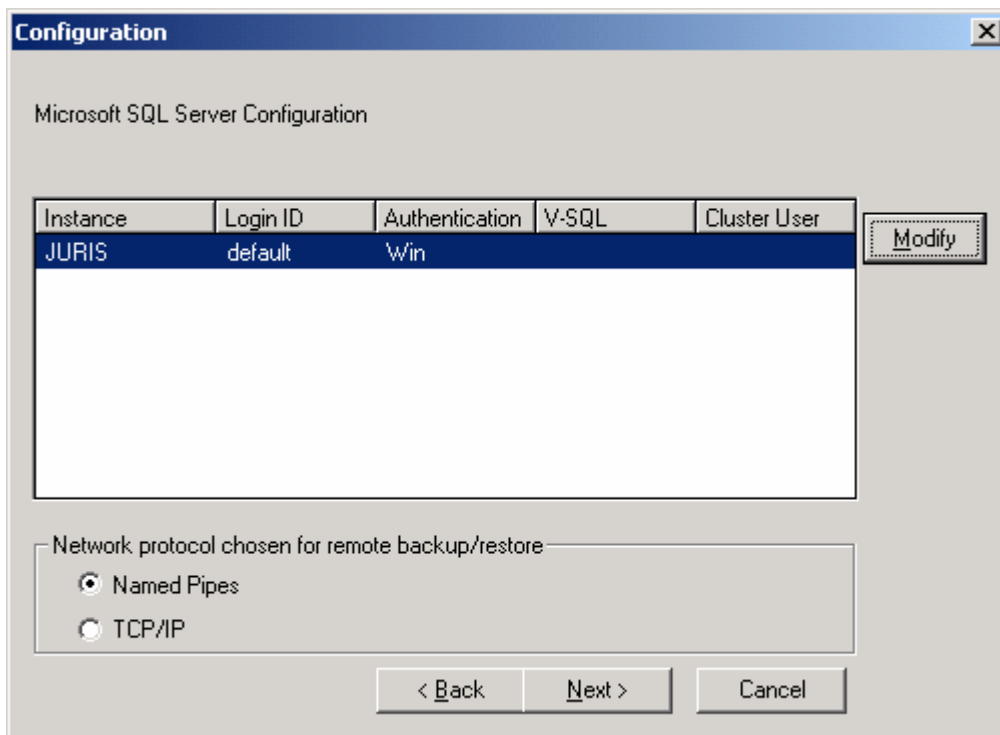 Configuration
Microsoft SQL Server Configuration
Instance Login ID Authentication V-SQL Cluster User
JURIS default Win
Modify
Network protocol chosen for remote backup/restore
Named Pipes
TCP/IP
< Back Next > Cancel